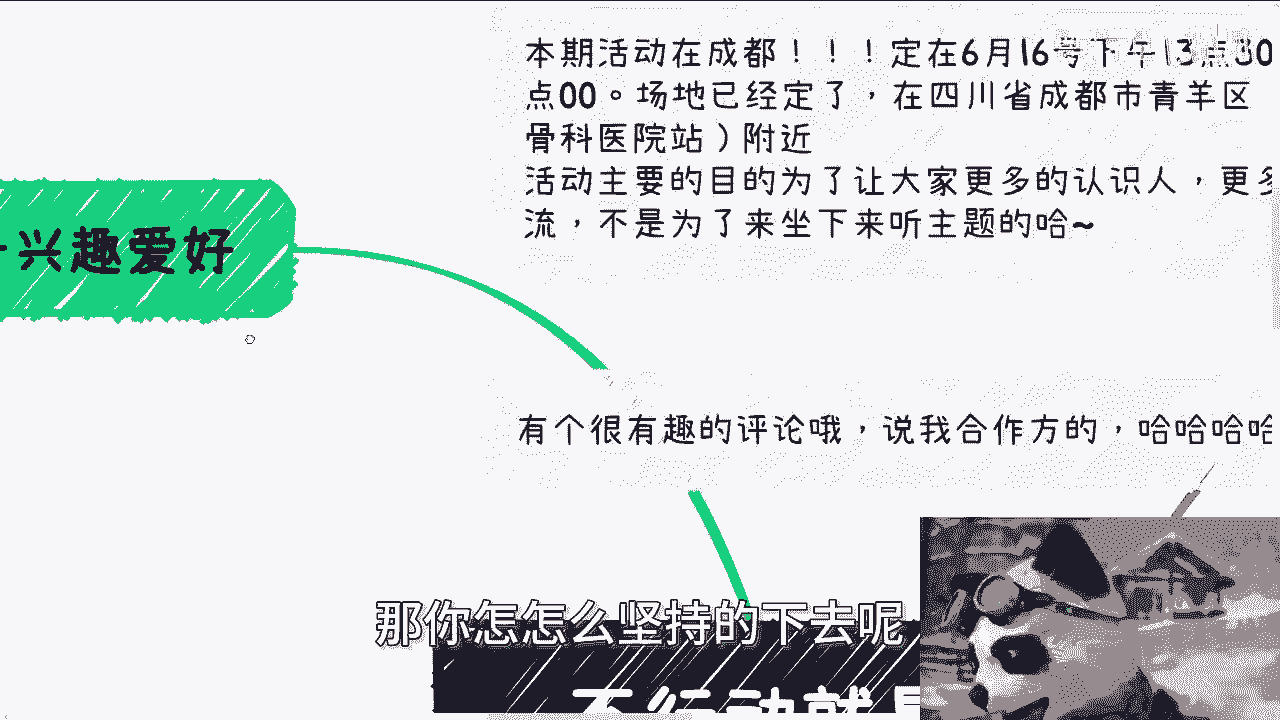 本期活动在成都！！！定在6月16号下午13点30
点00。场地已经定了，在四川省成都市青羊区
骨科医院站）附近
活动主要的目的为了让大家更多的认识人，更多
流，不是为了来坐下来听主题的哈~
兴趣爱好
有个很有趣的评论哦，说我合作方的，哈哈哈哈
那你怎怎么坚持的下去呢
不行动就是